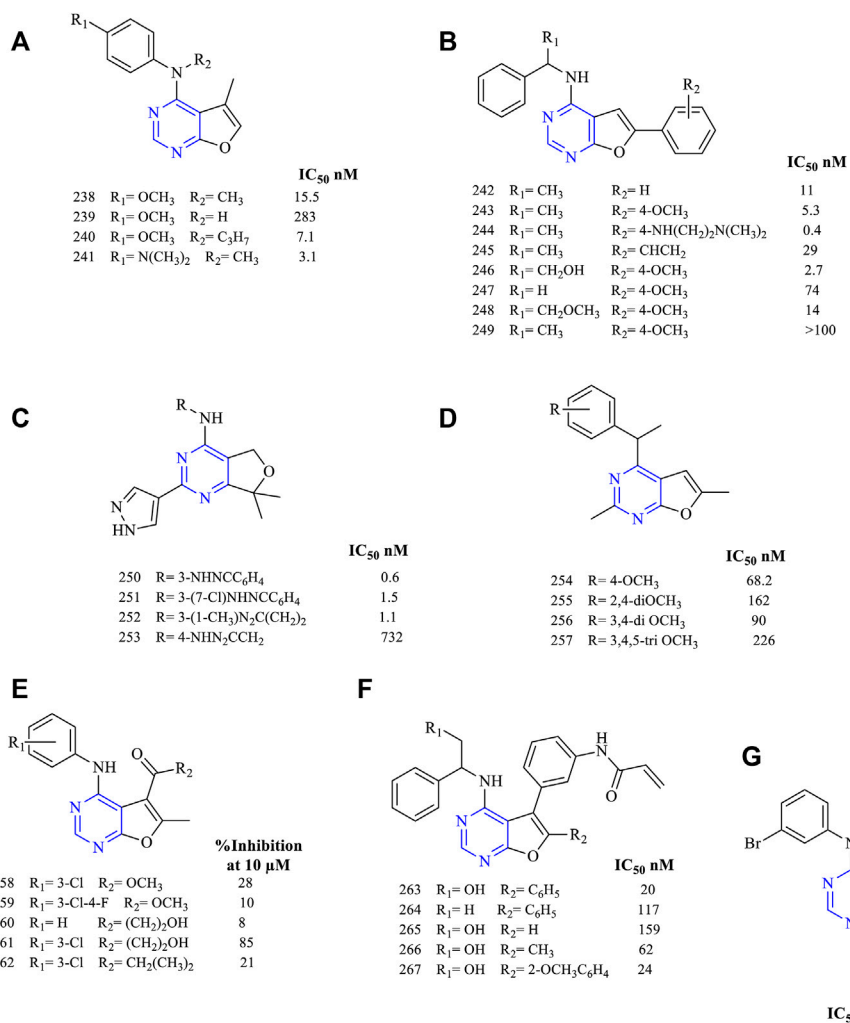 A
R1
N
R2
N
N
O
IC50 nM
238 R1= OCH3 R2= CH3 15.5
239 R1= OCH3 R2= H 283
240 R1= OCH3 R2= C3H7 7.1
241 R1= N(CH3)2 R2= CH3 3.1
B
R1
NH
R2
N
N
O
IC50 nM
242 R1= CH3 R2= H 11
243 R1= CH3 R2= 4-OCH3 5.3
244 R1= CH3 R2= 4-NH(CH2)2N(CH3)2 0.4
245 R1= CH3 R2= CHCH2 29
246 R1= CH2OH R2= 4-OCH3 2.7
247 R1= H R2= 4-OCH3 74
248 R1= CH2OCH3 R2= 4-OCH3 14
249 R1= CH3 R2= 4-OCH3 >100
C
R
NH
N
O
N
N
HN
IC50 nM
250 R= 3-NHNCC6H4 0.6
251 R= 3-(7-Cl)NHNCC6H4 1.5
252 R= 3-(1-CH3)N2C(CH2)2 1.1
253 R= 4-NHN2CCH2 732
D
R
N
N
O
IC50 nM
254 R= 4-OCH3 68.2
255 R= 2,4-diOCH3 162
256 R= 3,4-di OCH3 90
257 R= 3,4,5-tri OCH3 226
E
R1
O
NH
R2
N
N
O
%Inhibition
at 10 µM
58 R1= 3-Cl R2= OCH3 28
59 R1= 3-Cl-4-F R2= OCH3 10
60 R1= H R2= (CH2)2OH 8
61 R1= 3-Cl R2= (CH2)2OH 85
62 R1= 3-Cl R2= CH2(CH3)2 21
F
R1
H
N
O
NH
N
R2
N
O
IC50 nM
263 R1= OH R2= C6H5 20
264 R1= H R2= C6H5 117
265 R1= OH R2= H 159
266 R1= OH R2= CH3 62
267 R1= OH R2= 2-OCH3C6H4 24
G
Br
N
N
N